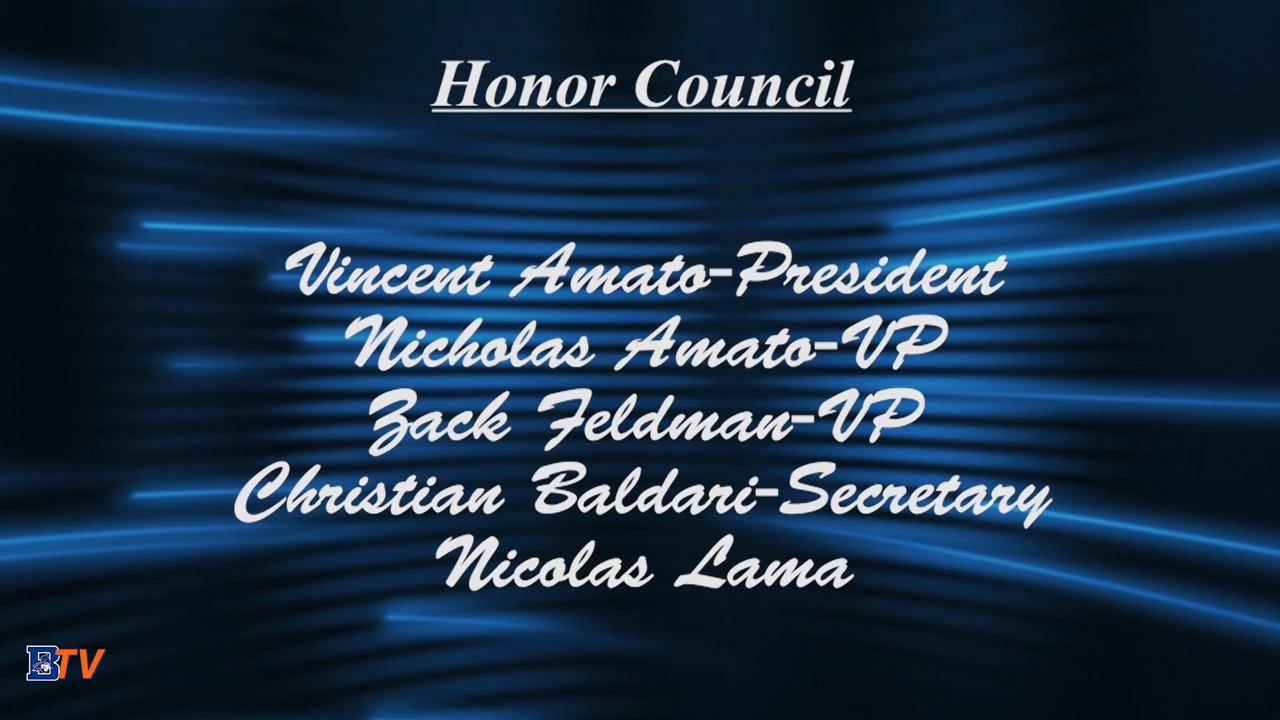 Honor Council
Vincent Amato-President
Nicholas Amato-VP
Zack Feldman-VP
Christian Baldari-Secretary
Nicolas Lama
BTV